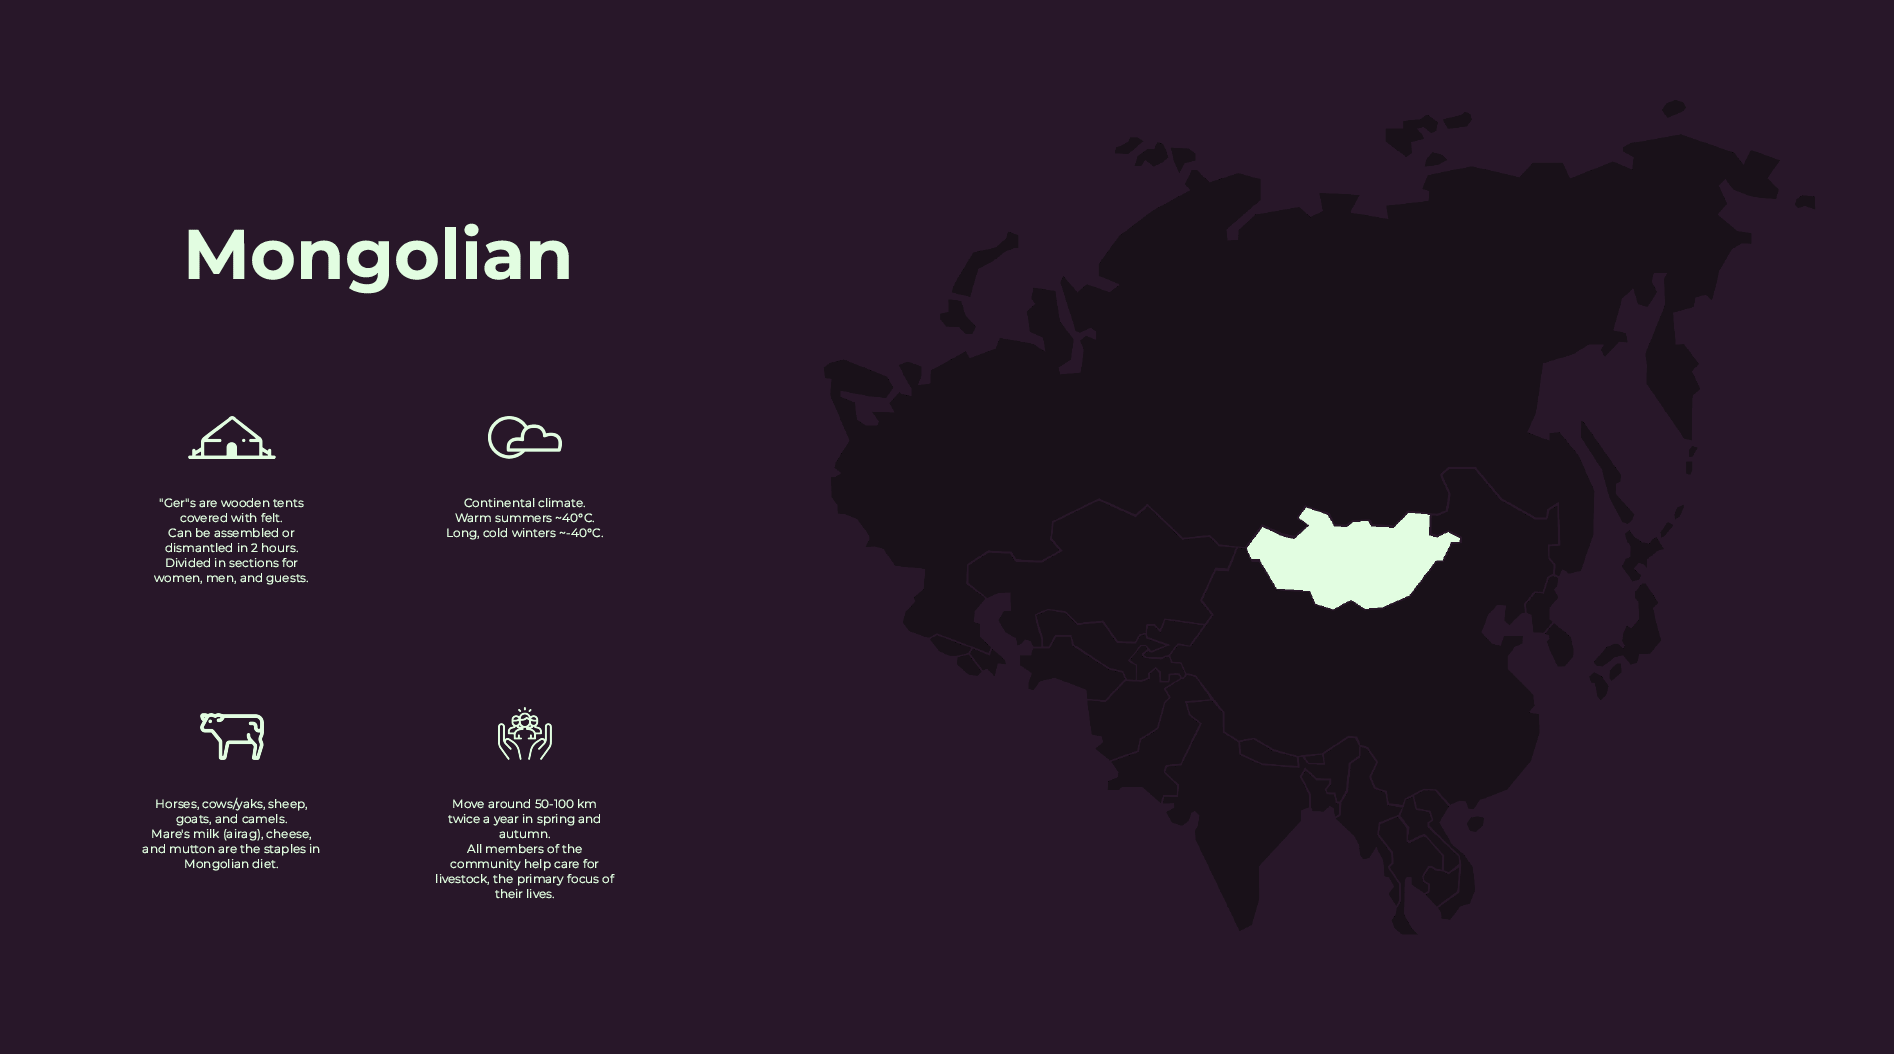 Mongolian
"Ger"s are wooden tents
covered with felt.
Can be assembled or
dismantled in 2 hours.
Divided in sections for
women, men, and guests.
Continental climate.
Warm summers ~40°C.
Long, cold winters ~-40°C.
Horses, cows/yaks, sheep,
goats, and camels.
Mare's milk (airag), cheese,
and mutton are the staples in
Mongolian diet.
Move around 50-100 km
twice a year in spring and
autumn.
All members of the
community help care for
livestock, the primary focus of
their lives.